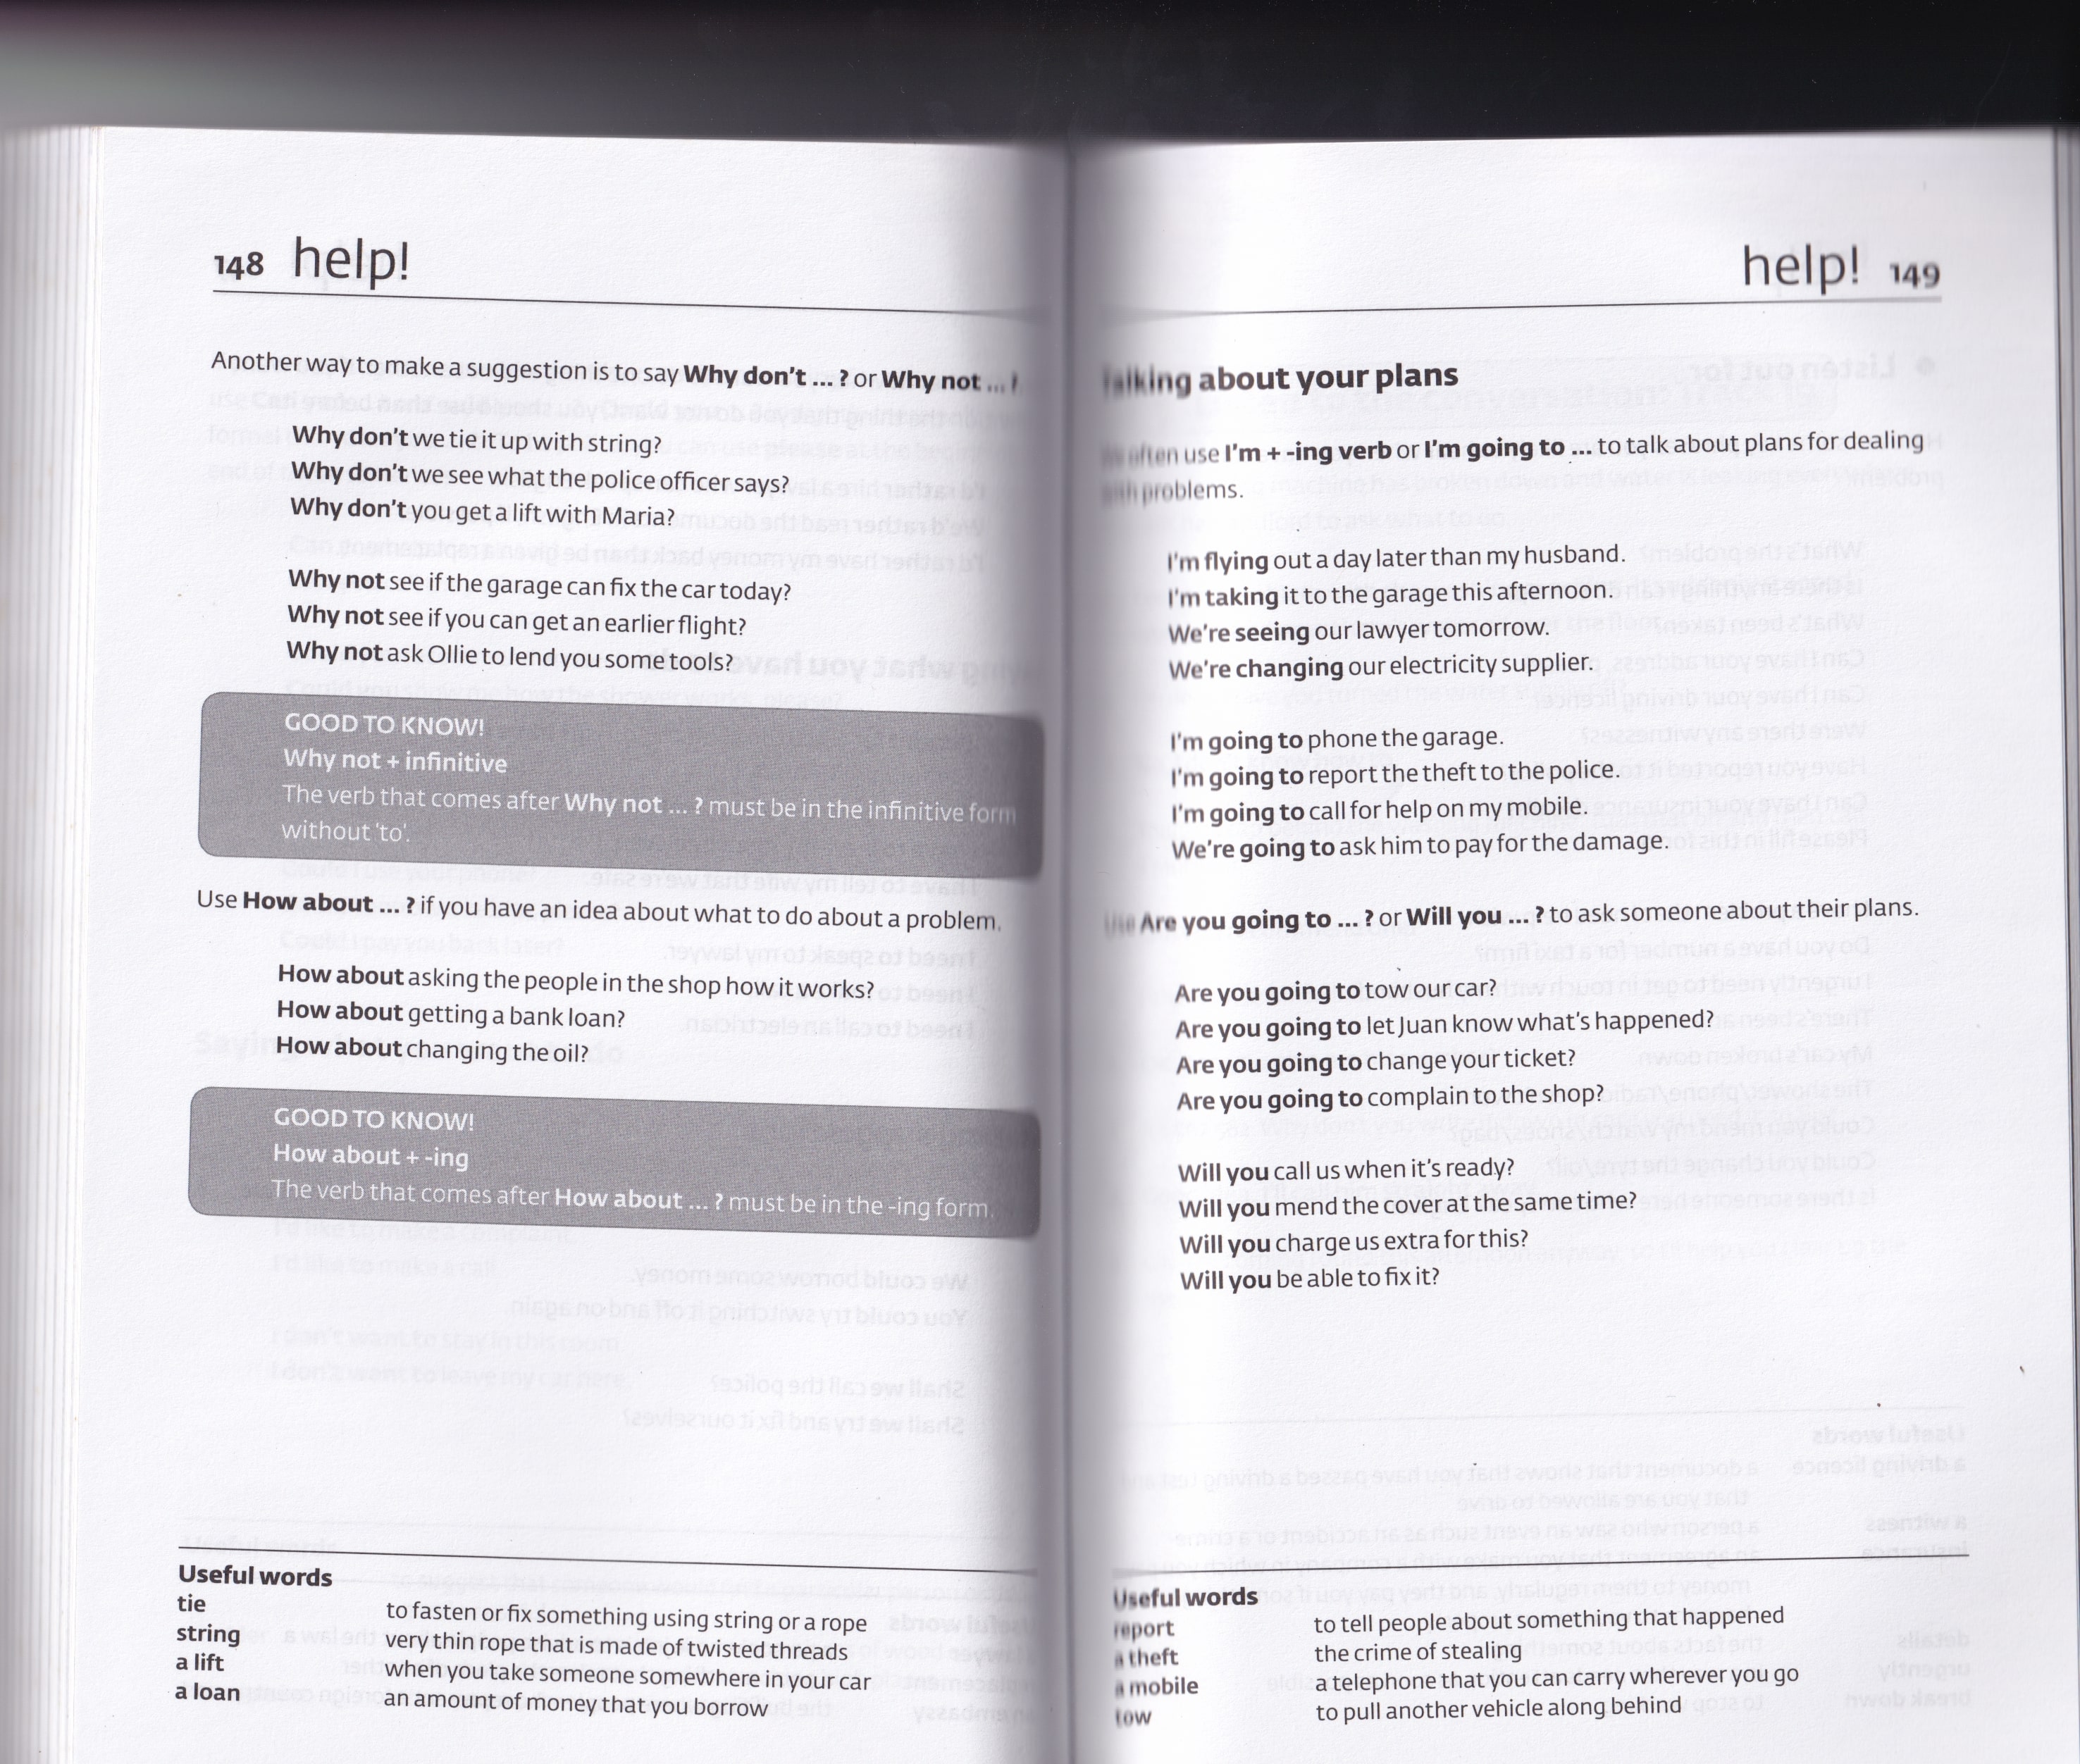 148 help!
Another way to make a suggestion is to say Why don't ... ? or Why not ... ?
Why don't we tie it up with string?
Why don't we see what the police officer says?
Why don't you get a lift with Maria?
Why not see if the garage can fix the car today?
Why not see if you can get an earlier flight?
Why not ask Ollie to lend you some tools?
GOOD TO KNOW!
Why not + infinitive
The verb that comes after Why not ... ? must be in the infinitive form
without 'to'.
Use How about ... ? if you have an idea about what to do about a problem.
How about asking the people in the shop how it works?
How about getting a bank loan?
How about changing the oil?
GOOD TO KNOW!
How about + -ing
The verb that comes after How about ... ? must be in the -ing form.
Useful words
tie to fasten or fix something using string or a rope
string very thin rope that is made of twisted threads
a lift when you take someone somewhere in your car
a loan an amount of money that you borrow
help! 149
Talking about your plans
We often use I'm + -ing verb or I'm going to ... to talk about plans for dealing
with problems.
I'm flying out a day later than my husband.
I'm taking it to the garage this afternoon.
We're seeing our lawyer tomorrow.
We're changing our electricity supplier.
I'm going to phone the garage.
I'm going to report the theft to the police.
I'm going to call for help on my mobile.
We're going to ask him to pay for the damage.
Use Are you going to ... ? or Will you ... ? to ask someone about their plans.
Are you going to tow our car?
Are you going to let Juan know what's happened?
Are you going to change your ticket?
Are you going to complain to the shop?
Will you call us when it's ready?
Will you mend the cover at the same time?
Will you charge us extra for this?
Will you be able to fix it?
Useful words
report to tell people about something that happened
a theft the crime of stealing
a mobile a telephone that you can carry wherever you go
tow to pull another vehicle along behind